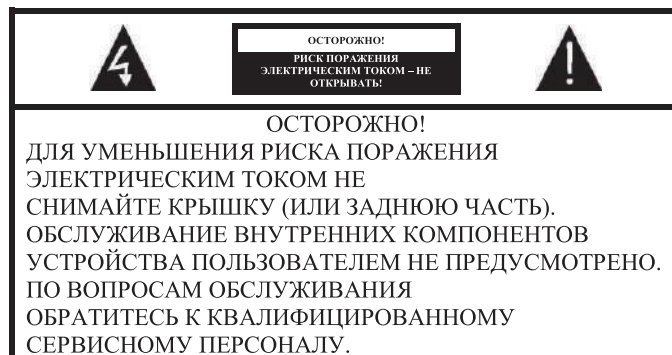 ОСТОРОЖНО!
РИСК ПОРАЖЕНИЯ
ЭЛЕКТРИЧЕСКИМ ТОКОМ – НЕ
ОТКРЫВАТЬ!
ОСТОРОЖНО!
ДЛЯ УМЕНЬШЕНИЯ РИСКА ПОРАЖЕНИЯ
ЭЛЕКТРИЧЕСКИМ ТОКОМ НЕ
СНИМАЙТЕ КРЫШКУ (ИЛИ ЗАДНЮЮ ЧАСТЬ).
ОБСЛУЖИВАНИЕ ВНУТРЕННИХ КОМПОНЕНТОВ
УСТРОЙСТВА ПОЛЬЗОВАТЕЛЕМ НЕ ПРЕДУСМОТРЕНО.
ПО ВОПРОСАМ ОБСЛУЖИВАНИЯ
ОБРАТИТЕСЬ К КВАЛИФИЦИРОВАННОМУ
СЕРВИСНОМУ ПЕРСОНАЛУ.